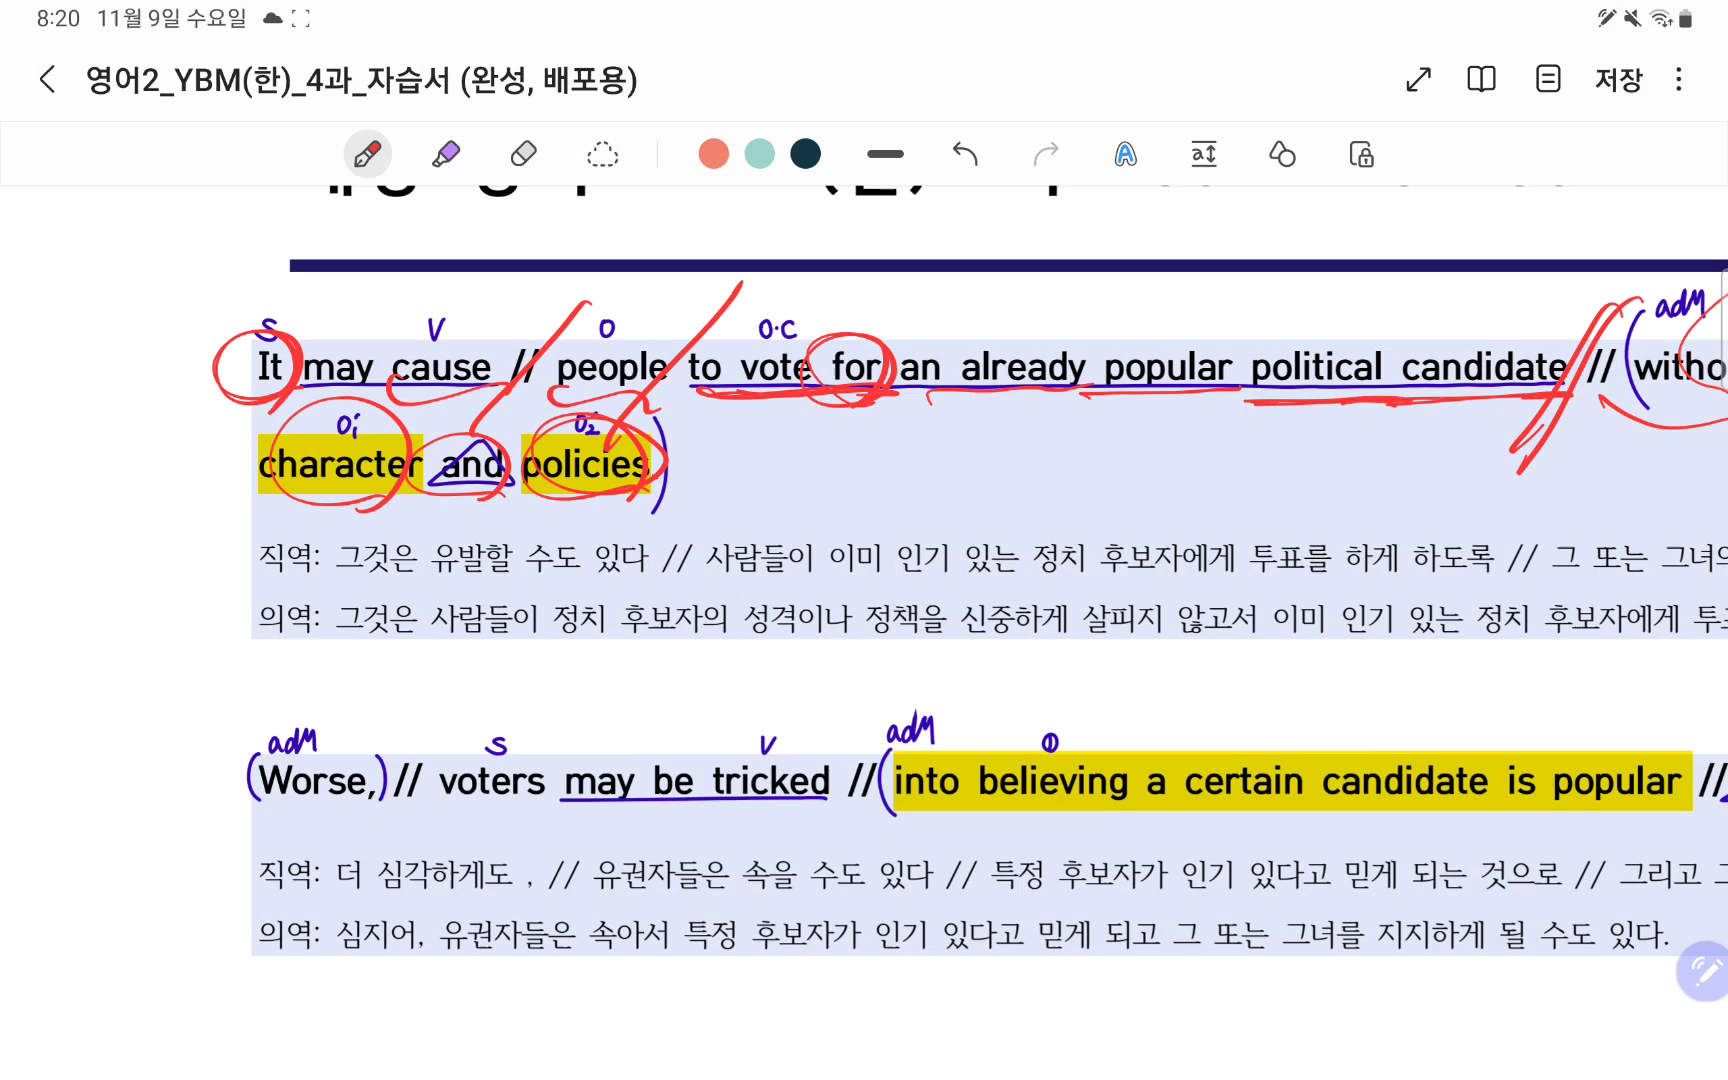 8:20 11월 9일 수요일
영어2_YBM(한)_4과_자습서 (완성, 배포용)
저장
S V O O·C adM
It may cause // people to vote for an already popular political candidate // (witho
O₁ O₂
character and policies)
직역: 그것은 유발할 수도 있다 // 사람들이 이미 인기 있는 정치 후보자에게 투표를 하게 하도록 // 그 또는 그녀의
의역: 그것은 사람들이 정치 후보자의 성격이나 정책을 신중하게 살피지 않고서 이미 인기 있는 정치 후보자에게 투표
adM S V adM
(Worse,) // voters may be tricked // (into believing a certain candidate is popular //
직역: 더 심각하게도 , // 유권자들은 속을 수도 있다 // 특정 후보자가 인기 있다고 믿게 되는 것으로 // 그리고 그
의역: 심지어, 유권자들은 속아서 특정 후보자가 인기 있다고 믿게 되고 그 또는 그녀를 지지하게 될 수도 있다.